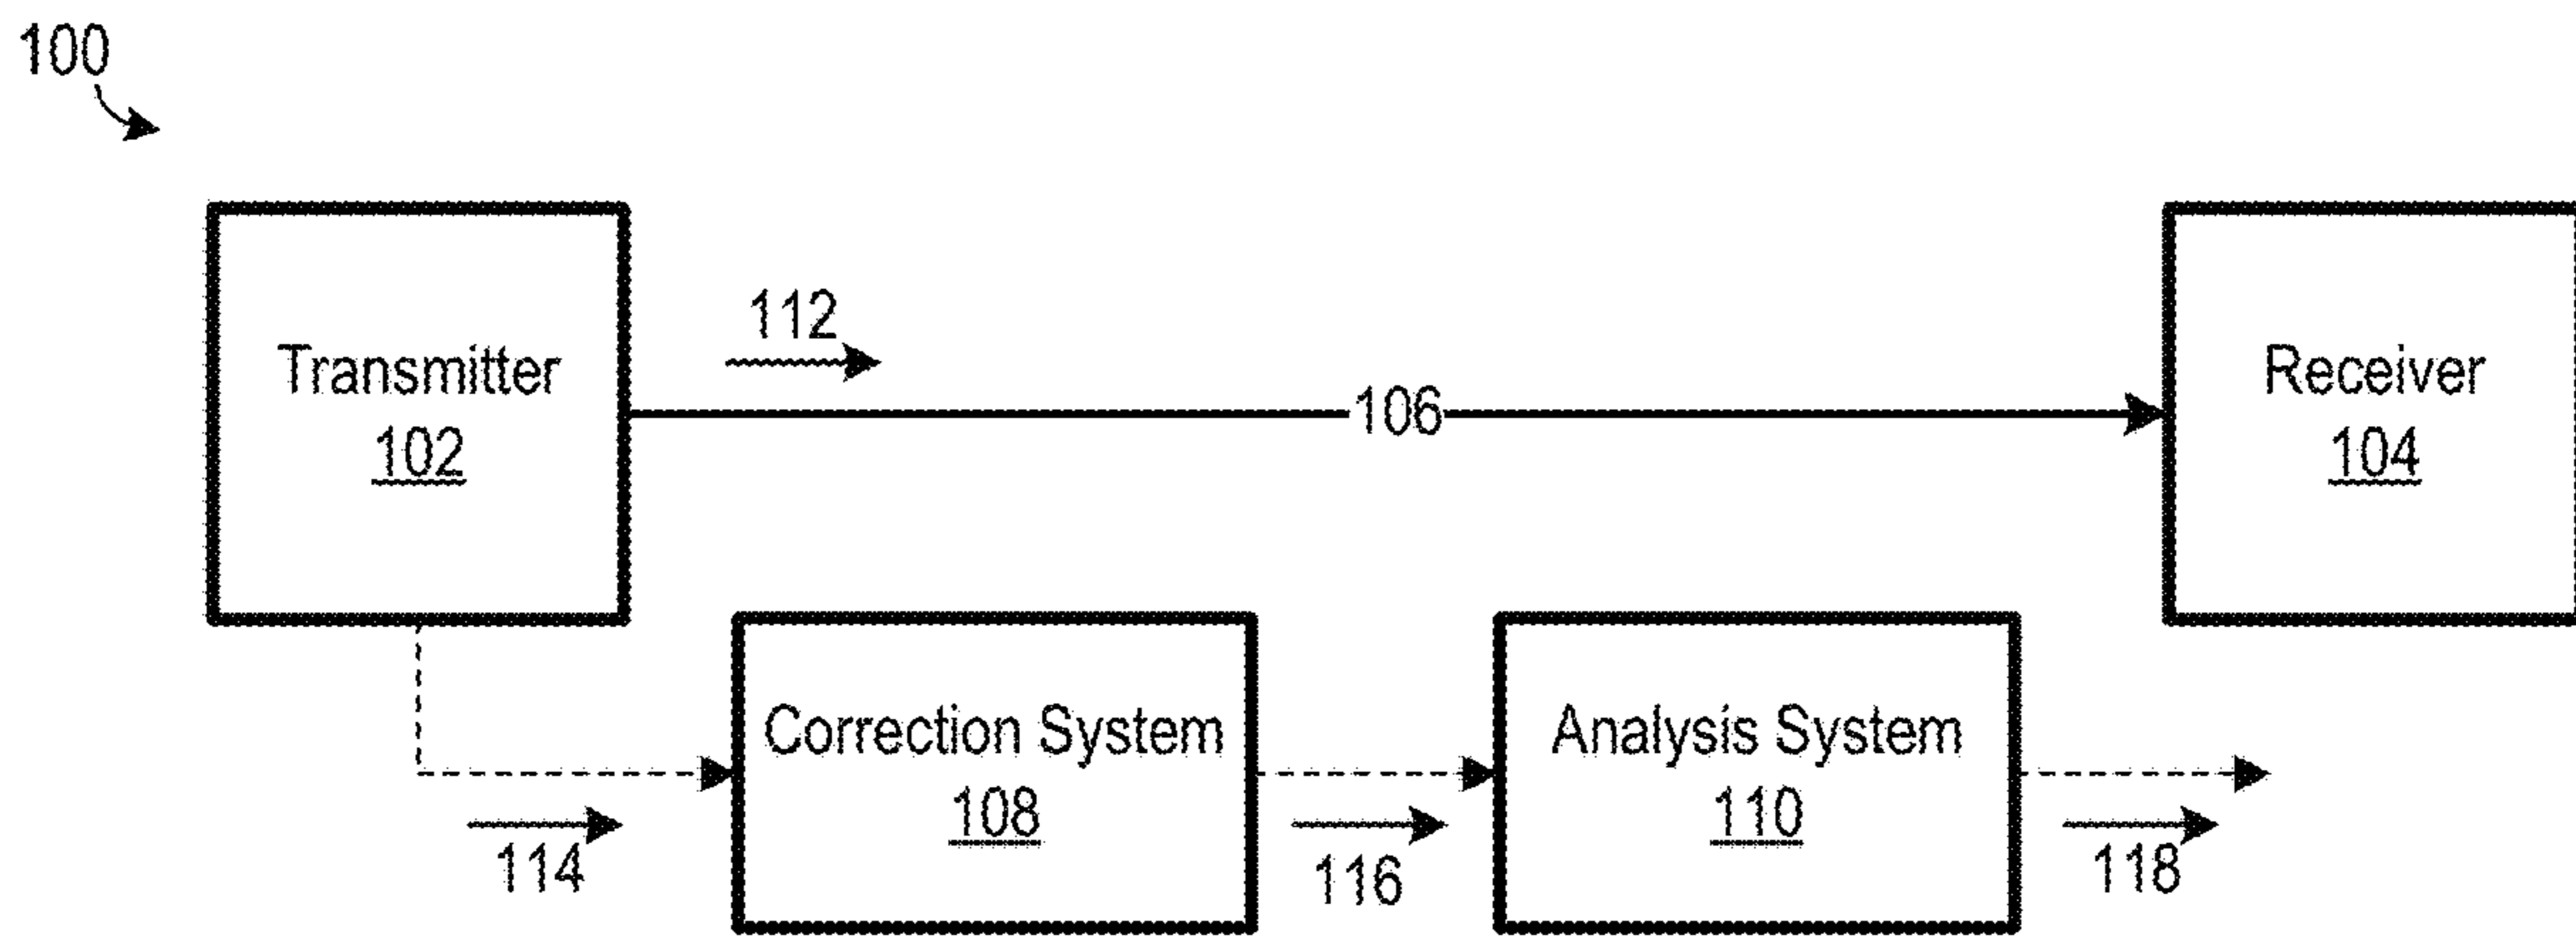 100
112
Transmitter
102
106
Receiver
104
Correction System
108
Analysis System
110
114
116
118